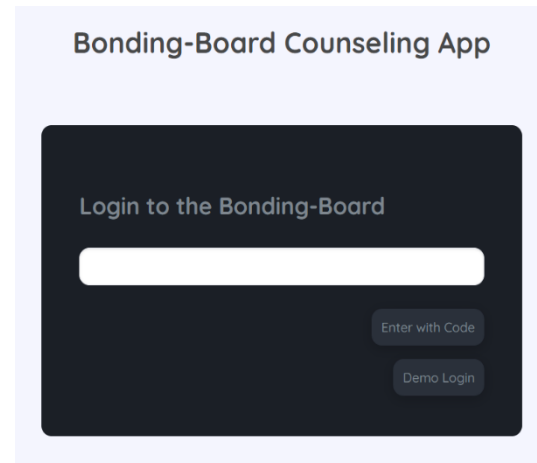 Bonding-Board Counseling App
Login to the Bonding-Board
Enter with Code
Demo Login